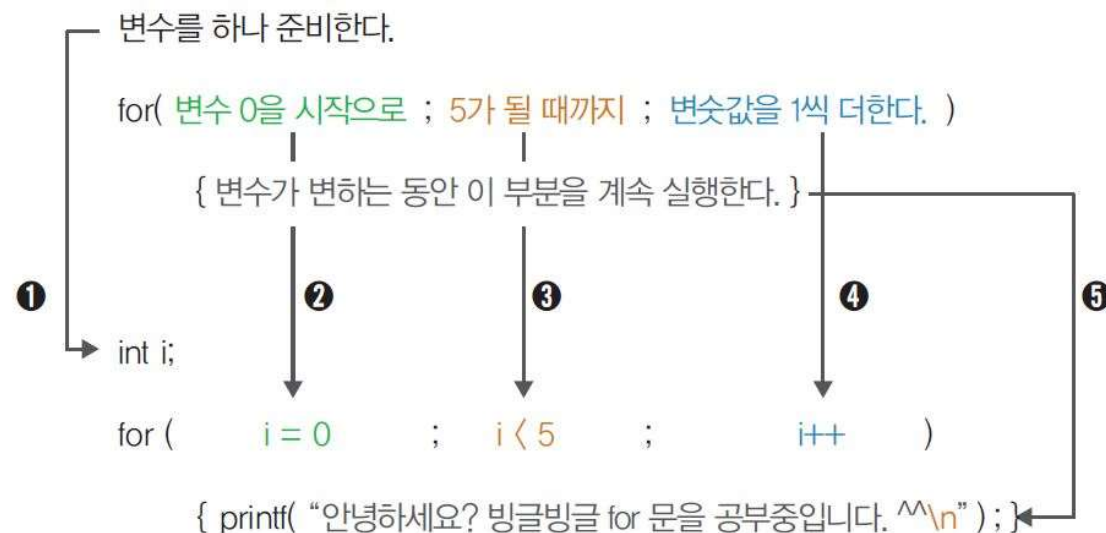 변수를 하나 준비한다.
for( 변수 0을 시작으로 ; 5가 될 때까지 ; 변숫값을 1씩 더한다. )
{ 변수가 변하는 동안 이 부분을 계속 실행한다. }
❶ ❷ ❸ ❹ ❺
int i;
for ( i = 0 ; i < 5 ; i++ )
{ printf( “안녕하세요? 빙글빙글 for 문을 공부중입니다. ^^\n” ) ; }